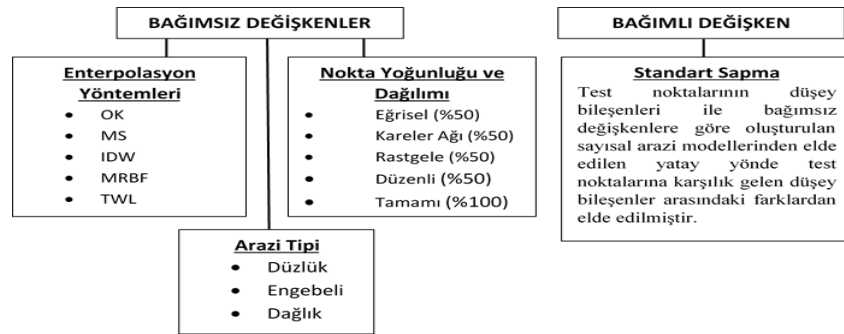 BAĞIMSIZ DEĞİŞKENLER
Enterpolasyon
Yöntemleri
• OK
• MS
• IDW
• MRBF
• TWL
Nokta Yoğunluğu ve
Dağılımı
• Eğrisel (%50)
• Kareler Ağı (%50)
• Rastgele (%50)
• Düzenli (%50)
• Tamamı (%100)
Arazi Tipi
• Düzlük
• Engebeli
• Dağlık
BAĞIMLI DEĞİŞKEN
Standart Sapma
Test noktalarının düşey
bileşenleri ile bağımsız
değişkenlere göre oluşturulan
sayısal arazi modellerinden elde
edilen yatay yönde test
noktalarına karşılık gelen düşey
bileşenler arasındaki farklardan
elde edilmiştir.